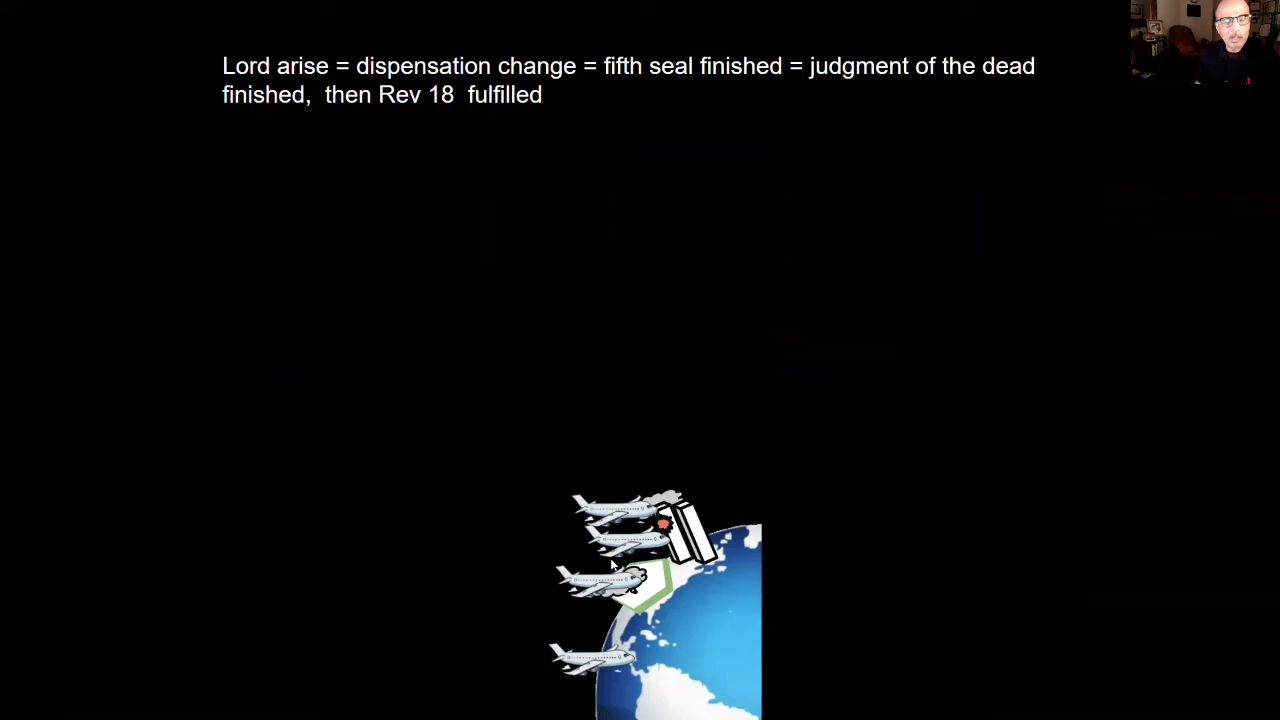 Lord arise = dispensation change = fifth seal finished = judgment of the dead
finished,  then Rev 18  fulfilled